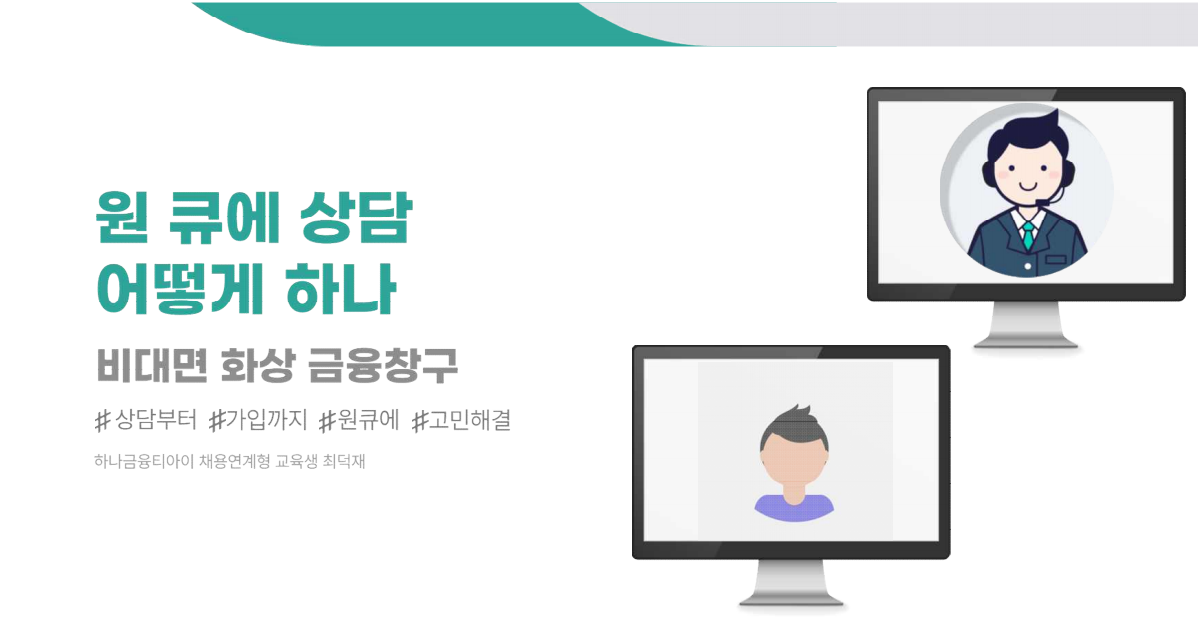 원 큐에 상담
어떻게 하나
비대면 화상 금융창구
#상담부터 #가입까지 #원큐에 #고민해결
하나금융티아이 채용연계형 교육생 최덕재